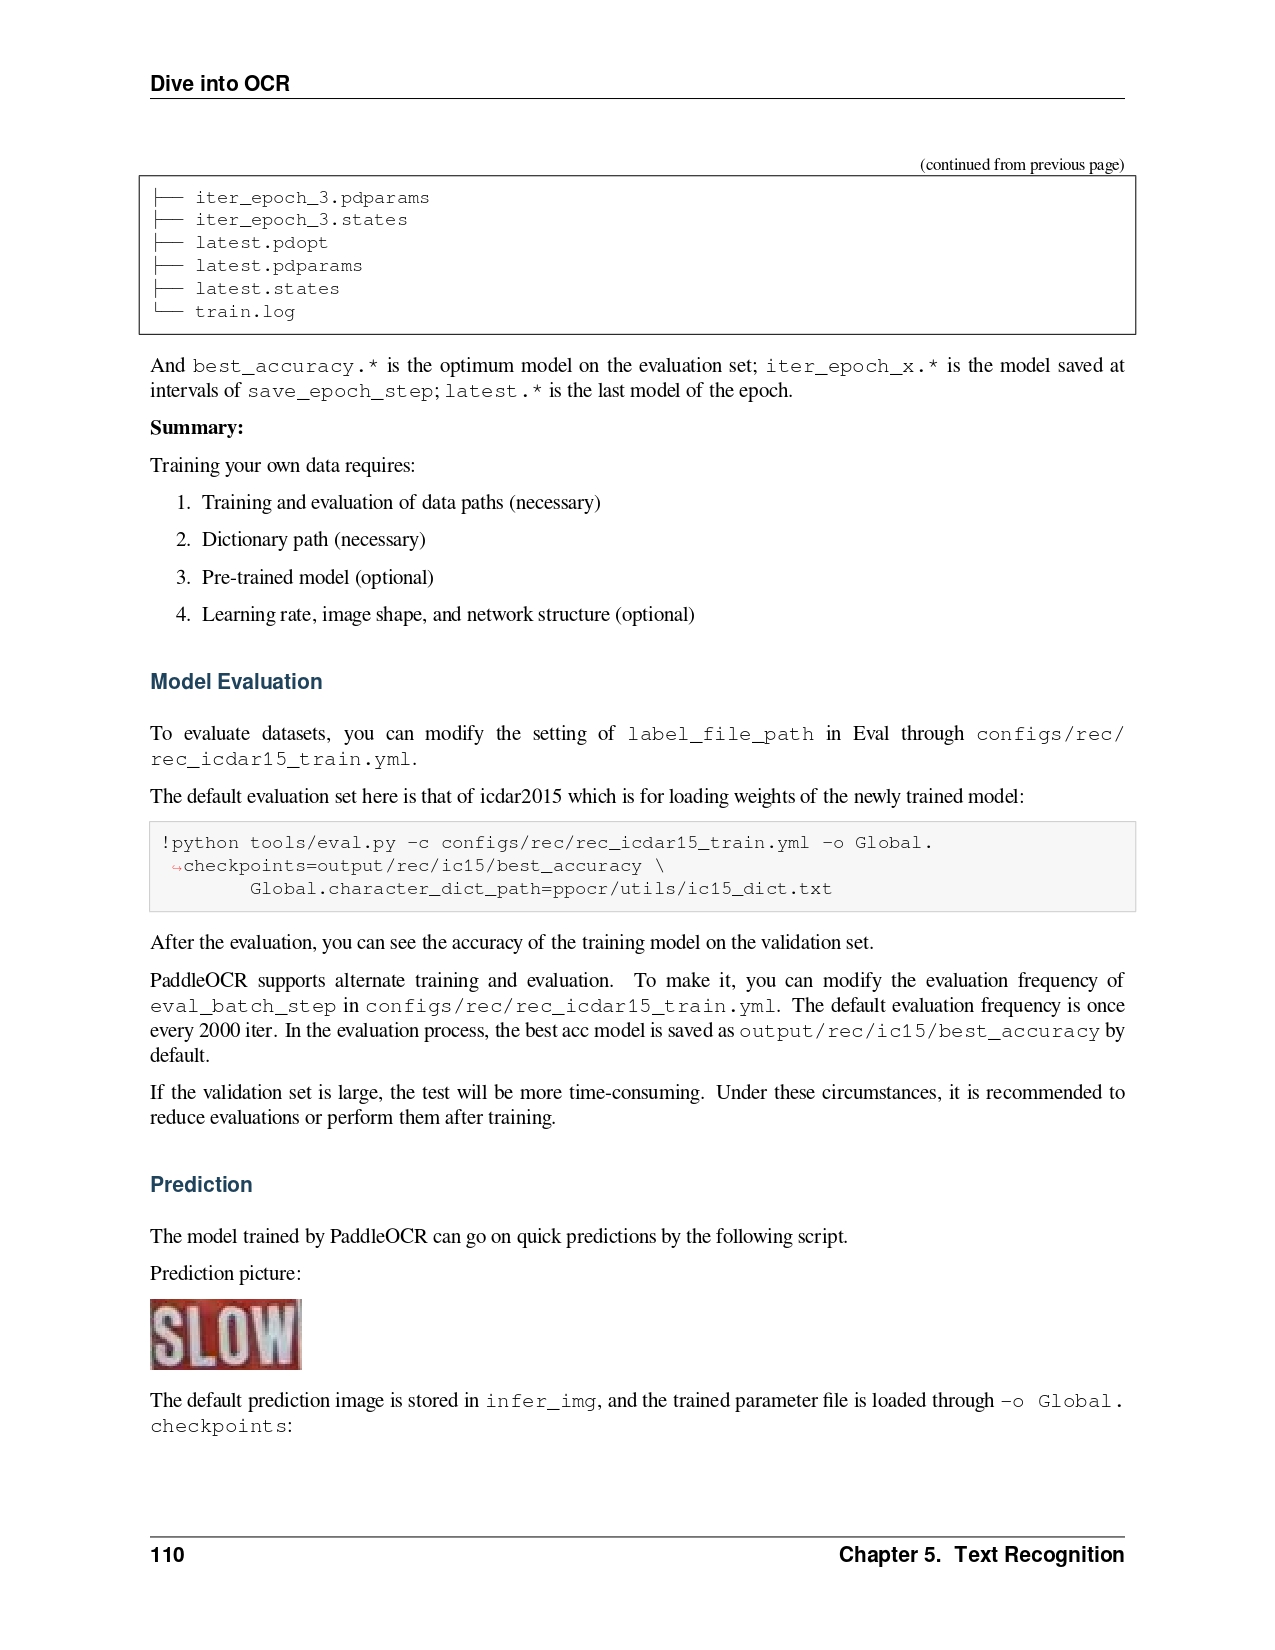 Dive into OCR
(continued from previous page)
├── iter_epoch_3.pdparams
├── iter_epoch_3.states
├── latest.pdopt
├── latest.pdparams
├── latest.states
└── train.log
And best_accuracy.* is the optimum model on the evaluation set; iter_epoch_x.* is the model saved at
intervals of save_epoch_step; latest.* is the last model of the epoch.
Summary:
Training your own data requires:
1. Training and evaluation of data paths (necessary)
2. Dictionary path (necessary)
3. Pre-trained model (optional)
4. Learning rate, image shape, and network structure (optional)
Model Evaluation
To evaluate datasets, you can modify the setting of label_file_path in Eval through configs/rec/
rec_icdar15_train.yml.
The default evaluation set here is that of icdar2015 which is for loading weights of the newly trained model:
!python tools/eval.py -c configs/rec/rec_icdar15_train.yml -o Global.
↪checkpoints=output/rec/ic15/best_accuracy \
Global.character_dict_path=ppocr/utils/ic15_dict.txt
After the evaluation, you can see the accuracy of the training model on the validation set.
PaddleOCR supports alternate training and evaluation. To make it, you can modify the evaluation frequency of
eval_batch_step in configs/rec/rec_icdar15_train.yml. The default evaluation frequency is once
every 2000 iter. In the evaluation process, the best acc model is saved as output/rec/ic15/best_accuracy by
default.
If the validation set is large, the test will be more time-consuming. Under these circumstances, it is recommended to
reduce evaluations or perform them after training.
Prediction
The model trained by PaddleOCR can go on quick predictions by the following script.
Prediction picture:
SLOW
The default prediction image is stored in infer_img, and the trained parameter file is loaded through -o Global.
checkpoints:
110
Chapter 5. Text Recognition